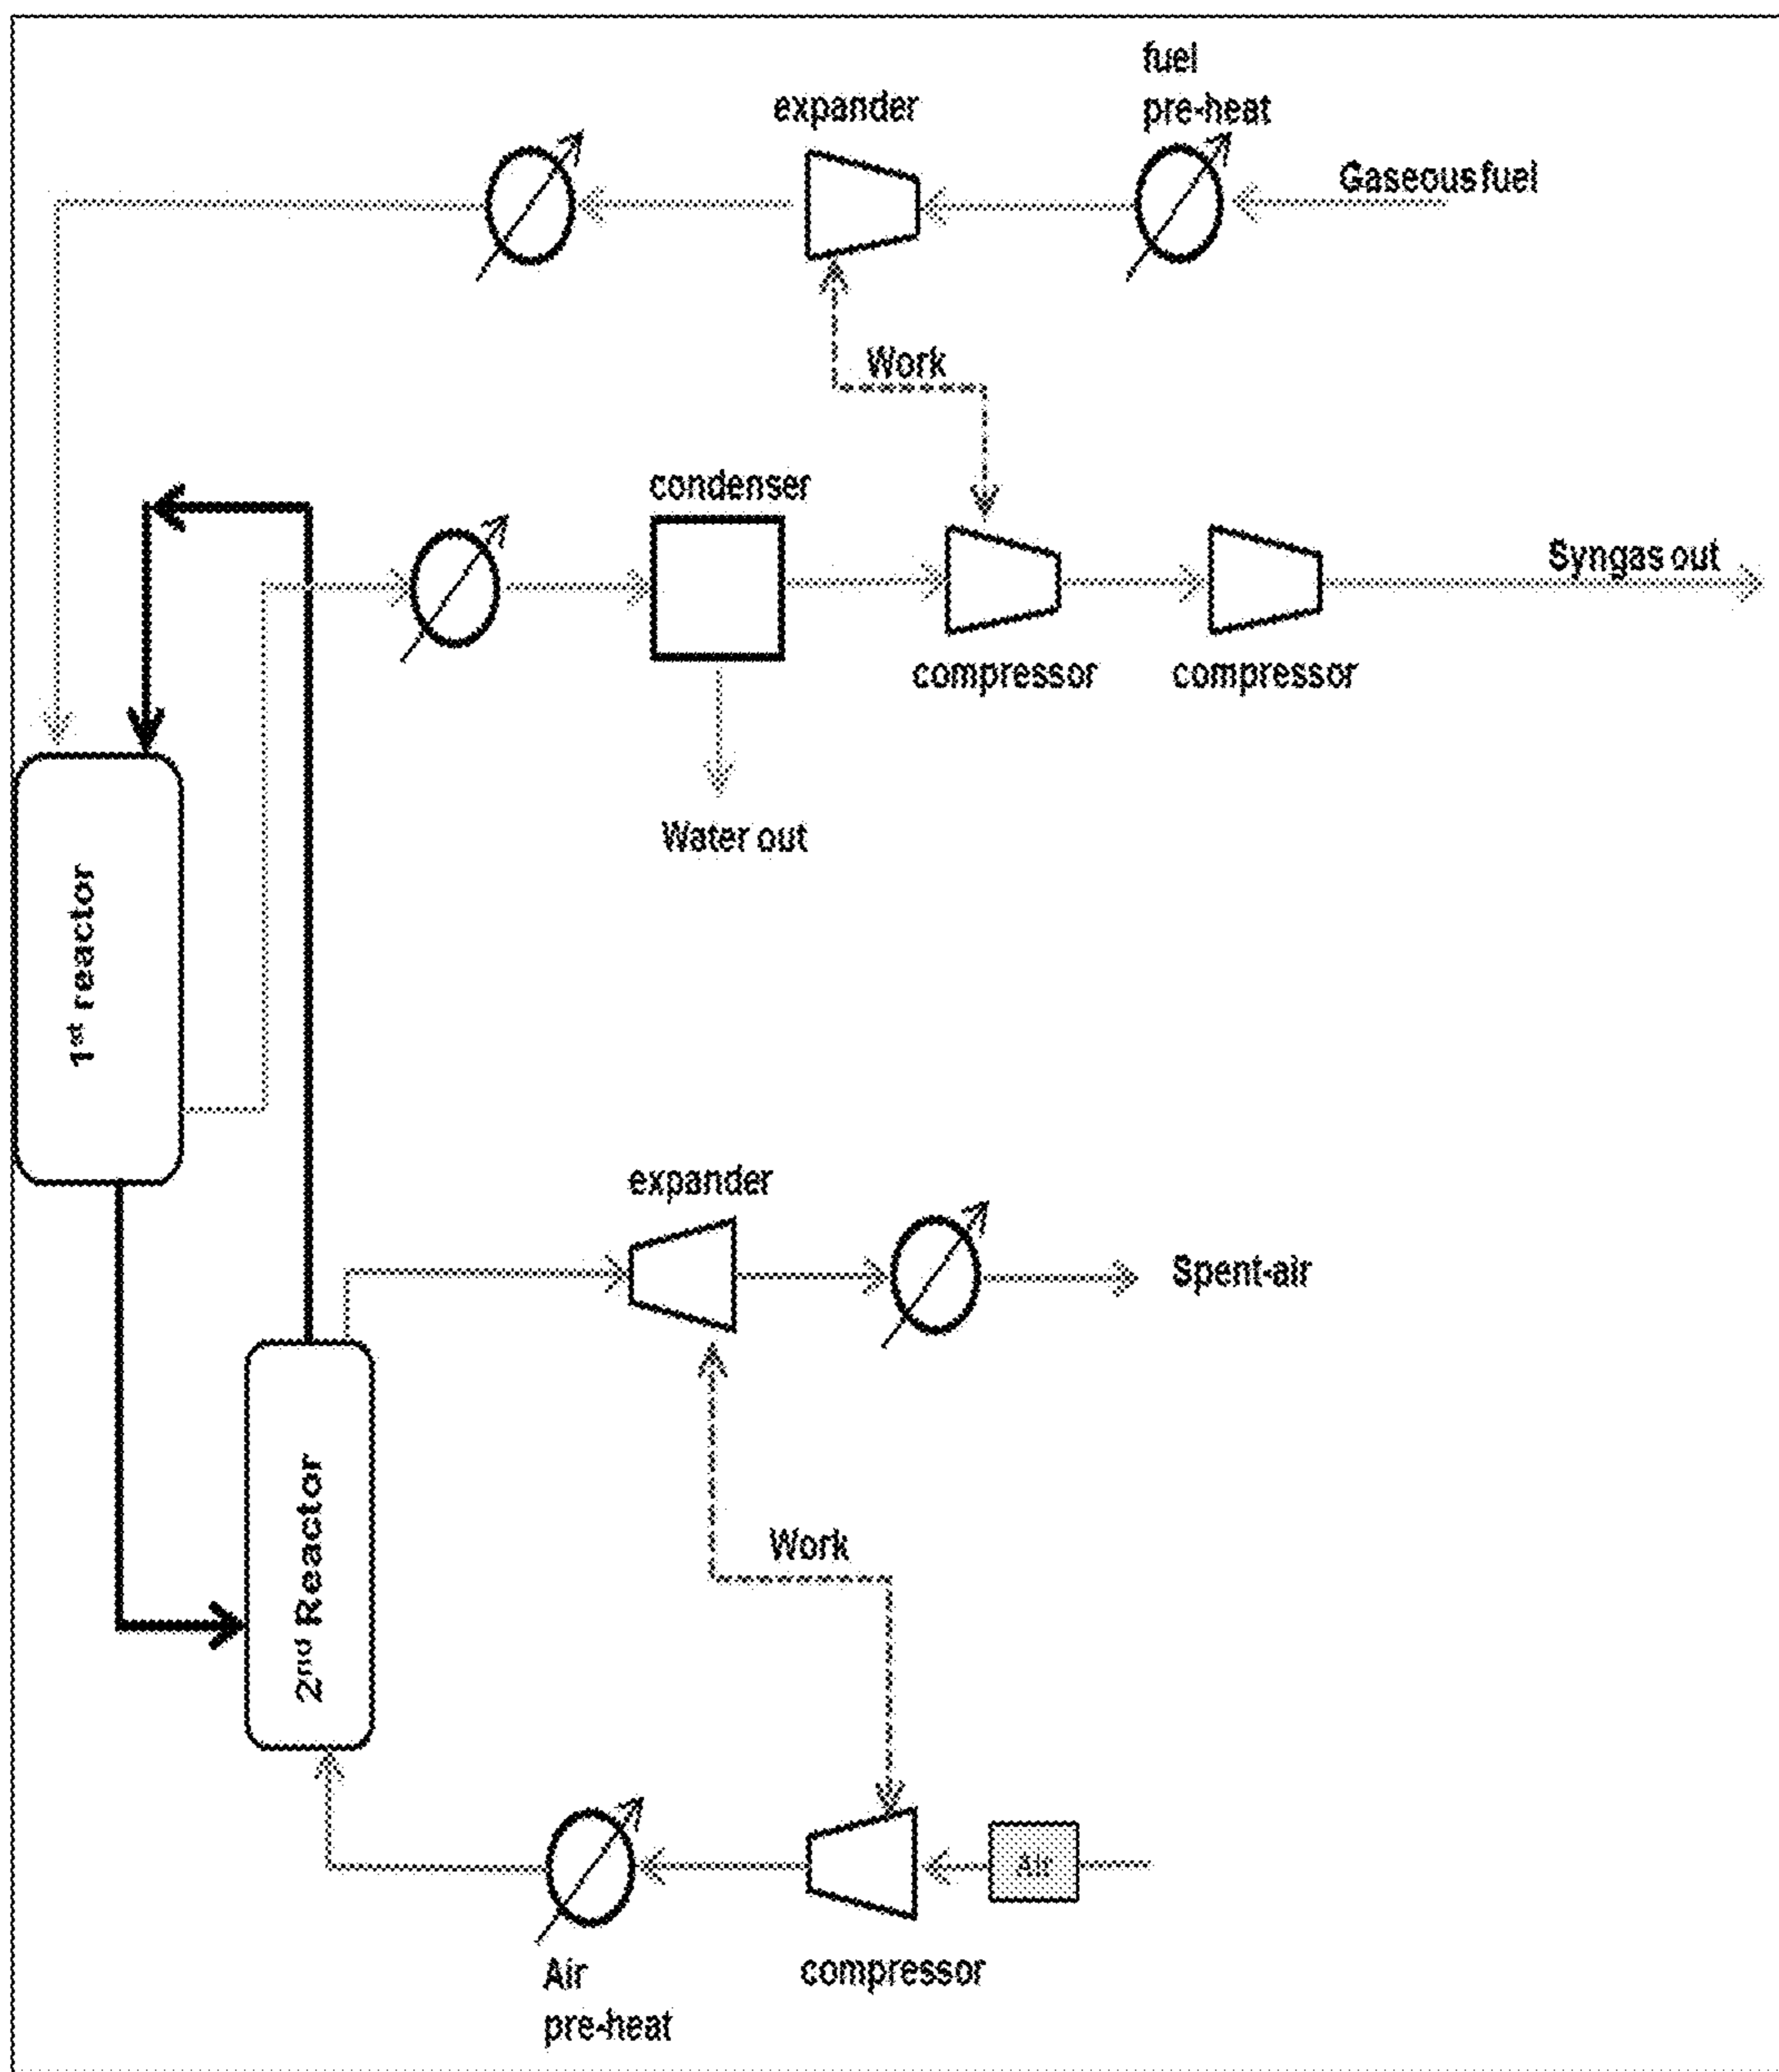 fuel
pre-heat
expander
Gaseous fuel
Work
condenser
Syngas out
compressor
compressor
Water out
1st reactor
expander
Spent-air
2nd Reactor
Work
Air
compressor
Air
pre-heat